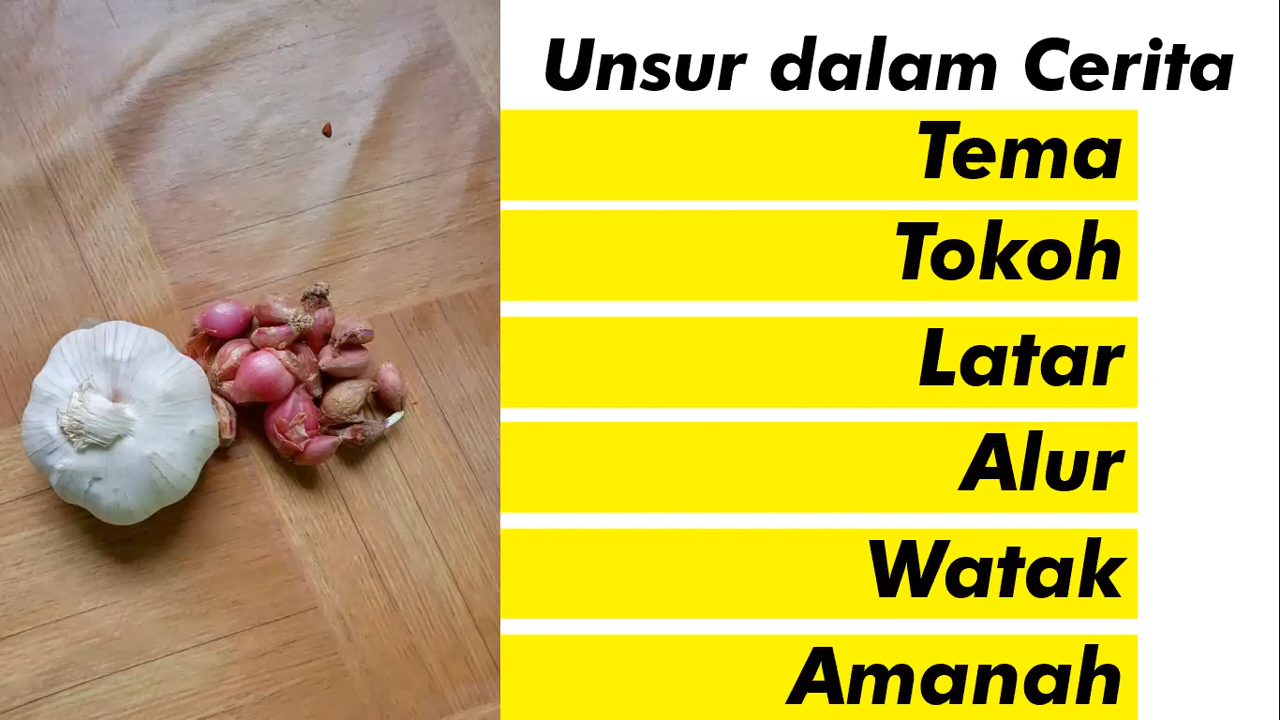 Unsur dalam Cerita
Tema
Tokoh
Latar
Alur
Watak
Amanah